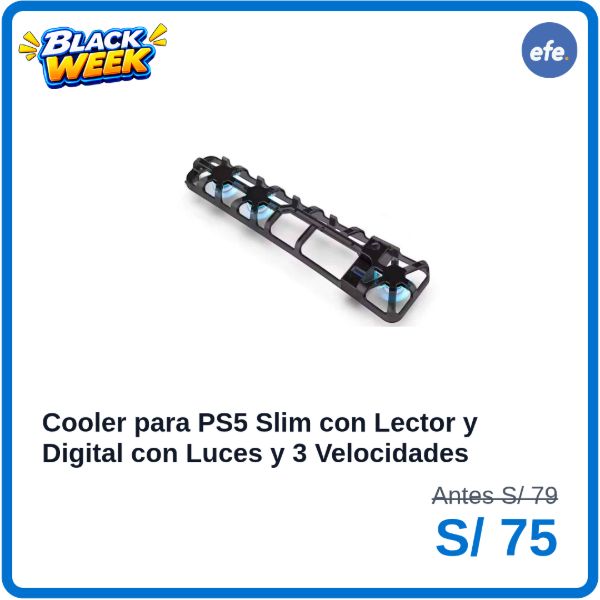 BLACK
WEEK
efe.
Cooler para PS5 Slim con Lector y
Digital con Luces y 3 Velocidades
Antes S/ 79
S/ 75